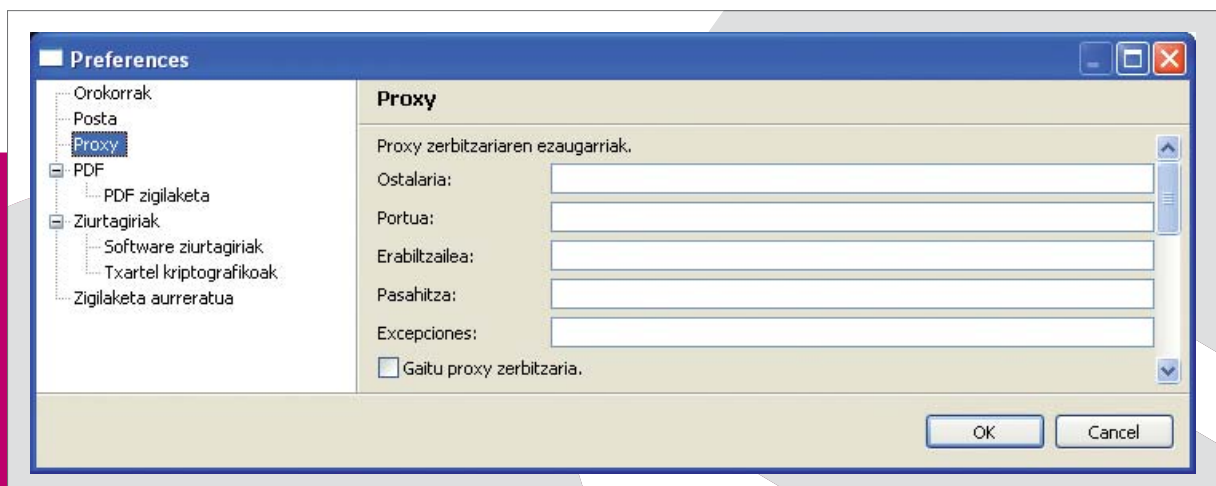 Preferences
Orokorrak
Posta
Proxy
PDF
PDF zigilaketa
Ziurtagiriak
Software ziurtagiriak
Txartel kriptografikoak
Zigilaketa aurreratua
Proxy
Proxy zerbitzariaren ezaugarriak.
Ostalaria:
Portua:
Erabiltzailea:
Pasahitza:
Excepciones:
Gaitu proxy zerbitzaria.
OK
Cancel